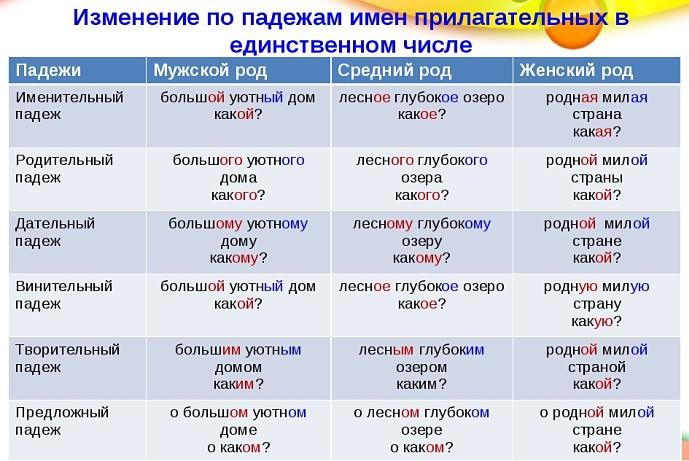 Изменение по падежам имен прилагательных в
единственном числе
Падежи Мужской род Средний род Женский род
Именительный падеж большой уютный дом какой? лесное глубокое озеро какое? родная милая страна какая?
Родительный падеж большого уютного дома какого? лесного глубокого озера какого? родной милой страны какой?
Дательный падеж большому уютному дому какому? лесному глубокому озеру какому? родной милой стране какой?
Винительный падеж большой уютный дом какой? лесное глубокое озеро какое? родную милую страну какую?
Творительный падеж большим уютным домом каким? лесным глубоким озером каким? родной милой страной какой?
Предложный падеж о большом уютном доме о каком? о лесном глубоком озере о каком? о родной милой стране какой?